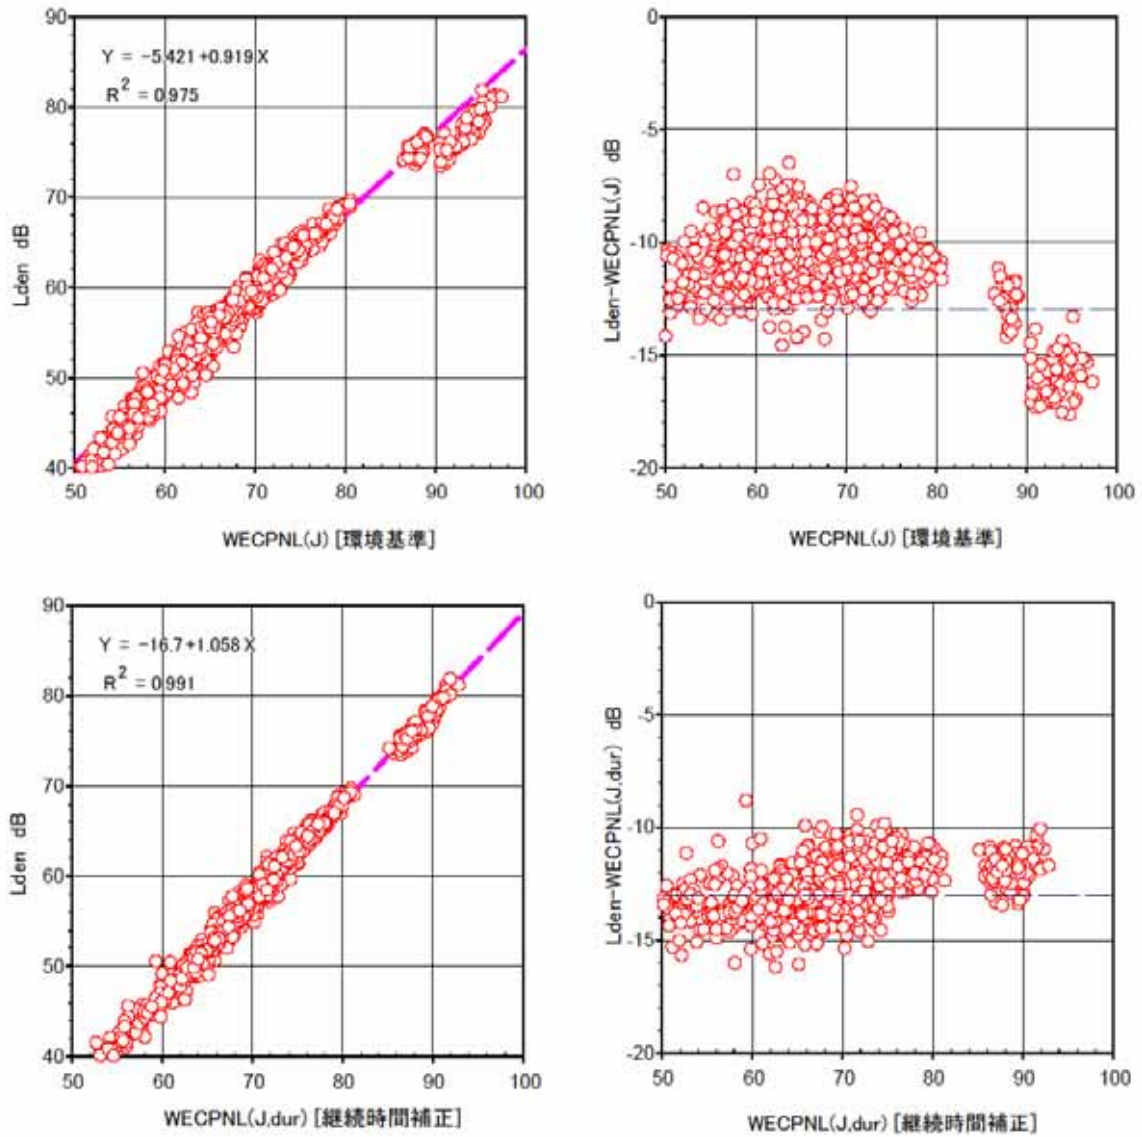 90
80
70
60
50
40
Lden dB
Y = -5.421+0.919X
R2 = 0.975
50 60 70 80 90 100
WECPNL(J) [環境基準]
0
-5
-10
-15
-20
Lden-WECPNL(J) dB
50 60 70 80 90 100
WECPNL(J) [環境基準]
90
80
70
60
50
40
Lden dB
Y = -16.7+1.058X
R2 = 0.991
50 60 70 80 90 100
WECPNL(J,dur) [継続時間補正]
0
-5
-10
-15
-20
Lden-WECPNL(J,dur) dB
50 60 70 80 90 100
WECPNL(J,dur) [継続時間補正]